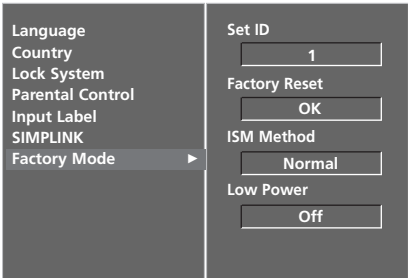 Language
Country
Lock System
Parental Control
Input Label
SIMPLINK
Factory Mode ►
Set ID
1
Factory Reset
OK
ISM Method
Normal
Low Power
Off